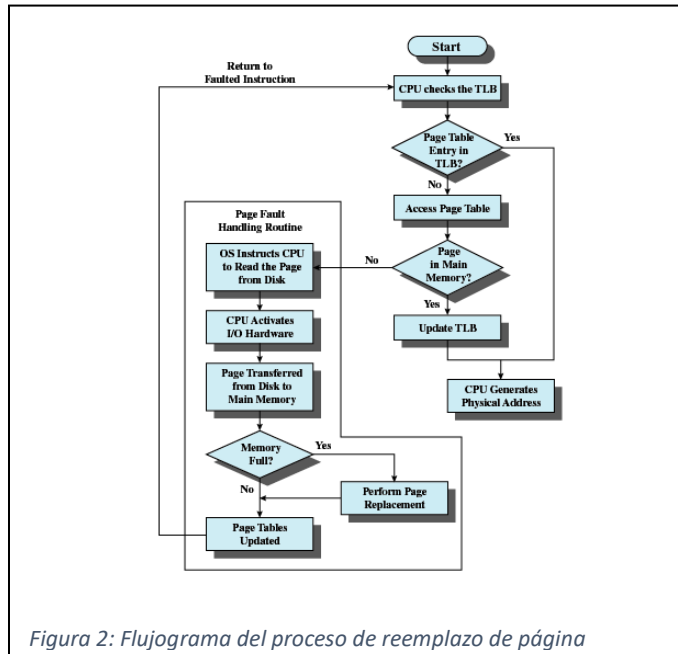 Start
Return to
Faulted Instruction
CPU checks the TLB
Page Table
Entry in
TLB?
Yes
No
Access Page Table
Page Fault
Handling Routine
OS Instructs CPU
to Read the Page
from Disk
No
Page
in Main
Memory?
Yes
CPU Activates
I/O Hardware
Update TLB
Page Transferred
from Disk to
Main Memory
CPU Generates
Physical Address
Memory
Full?
Yes
No
Perform Page
Replacement
Page Tables
Updated
Figura 2: Flujograma del proceso de reemplazo de página